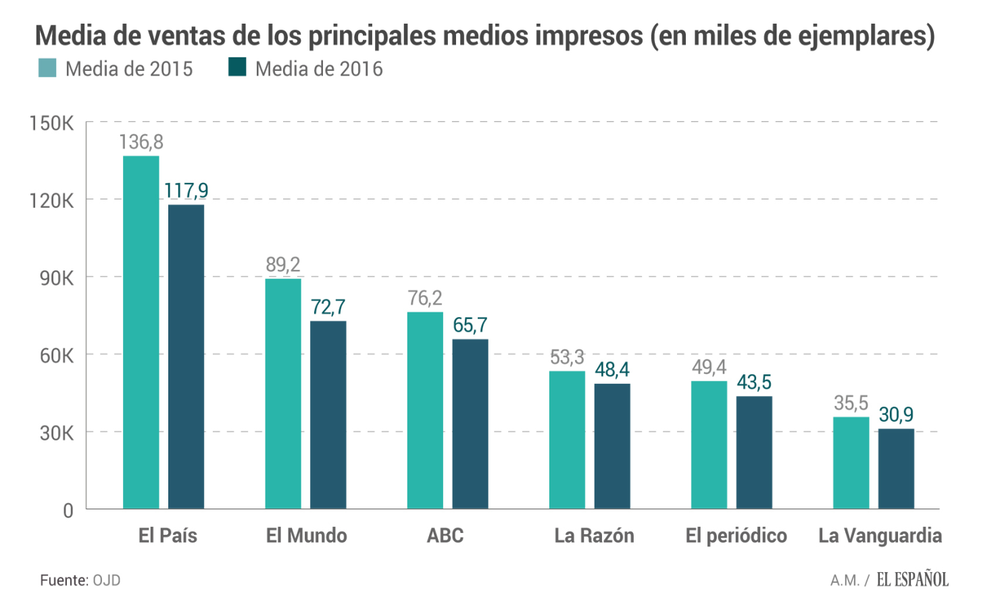 Media de ventas de los principales medios impresos (en miles de ejemplares)
Media de 2015 Media de 2016
150K
136,8
117,9
120K
89,2
90K
76,2
72,7
65,7
60K
53,3
48,4
49,4
43,5
35,5
30,9
30K
0
El País El Mundo ABC La Razón El periódico La Vanguardia
Fuente: OJD A.M. / EL ESPAÑOL